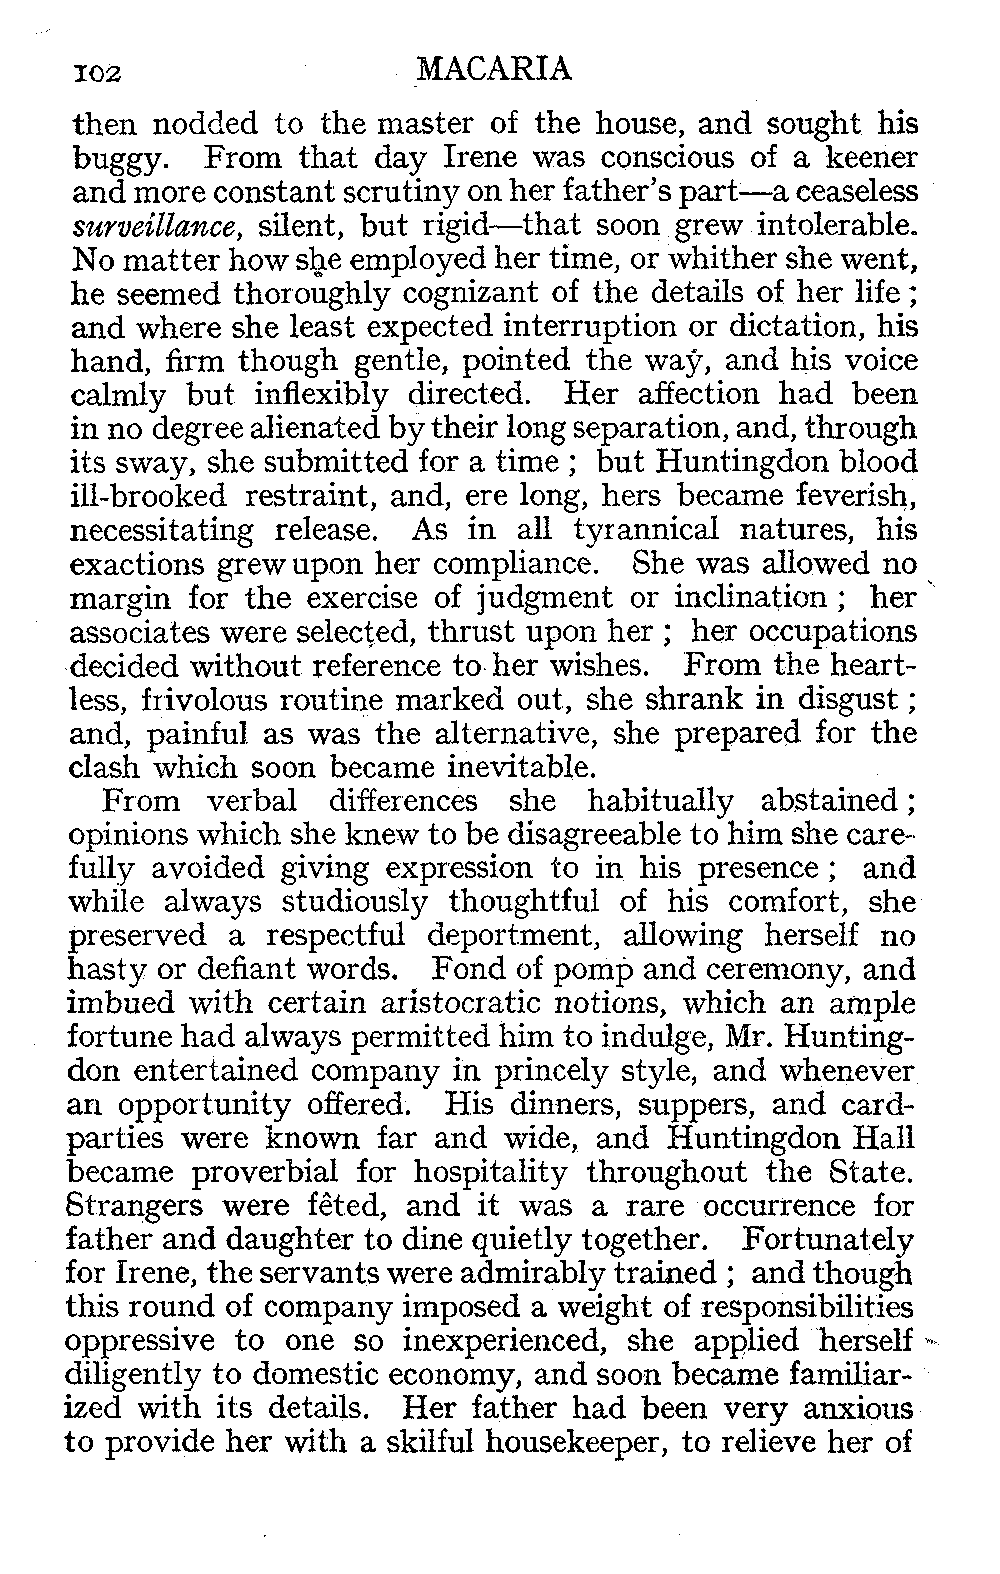 102 MACARIA
then nodded to the master of the house, and sought his
buggy. From that day Irene was conscious of a keener
and more constant scrutiny on her father's part—a ceaseless
surveillance, silent, but rigid—that soon grew intolerable.
No matter how she employed her time, or whither she went,
he seemed thoroughly cognizant of the details of her life ;
and where she least expected interruption or dictation, his
hand, firm though gentle, pointed the way, and his voice
calmly but inflexibly directed. Her affection had been
in no degree alienated by their long separation, and, through
its sway, she submitted for a time ; but Huntingdon blood
ill-brooked restraint, and, ere long, hers became feverish,
necessitating release. As in all tyrannical natures, his
exactions grew upon her compliance. She was allowed no
margin for the exercise of judgment or inclination ; her
associates were selected, thrust upon her ; her occupations
decided without reference to her wishes. From the heart-
less, frivolous routine marked out, she shrank in disgust ;
and, painful as was the alternative, she prepared for the
clash which soon became inevitable.
From verbal differences she habitually abstained ;
opinions which she knew to be disagreeable to him she care-
fully avoided giving expression to in his presence ; and
while always studiously thoughtful of his comfort, she
preserved a respectful deportment, allowing herself no
hasty or defiant words. Fond of pomp and ceremony, and
imbued with certain aristocratic notions, which an ample
fortune had always permitted him to indulge, Mr. Hunting-
don entertained company in princely style, and whenever
an opportunity offered. His dinners, suppers, and card-
parties were known far and wide, and Huntingdon Hall
became proverbial for hospitality throughout the State.
Strangers were fêted, and it was a rare occurrence for
father and daughter to dine quietly together. Fortunately
for Irene, the servants were admirably trained ; and though
this round of company imposed a weight of responsibilities
oppressive to one so inexperienced, she applied herself
diligently to domestic economy, and soon became familiar-
ized with its details. Her father had been very anxious
to provide her with a skilful housekeeper, to relieve her of